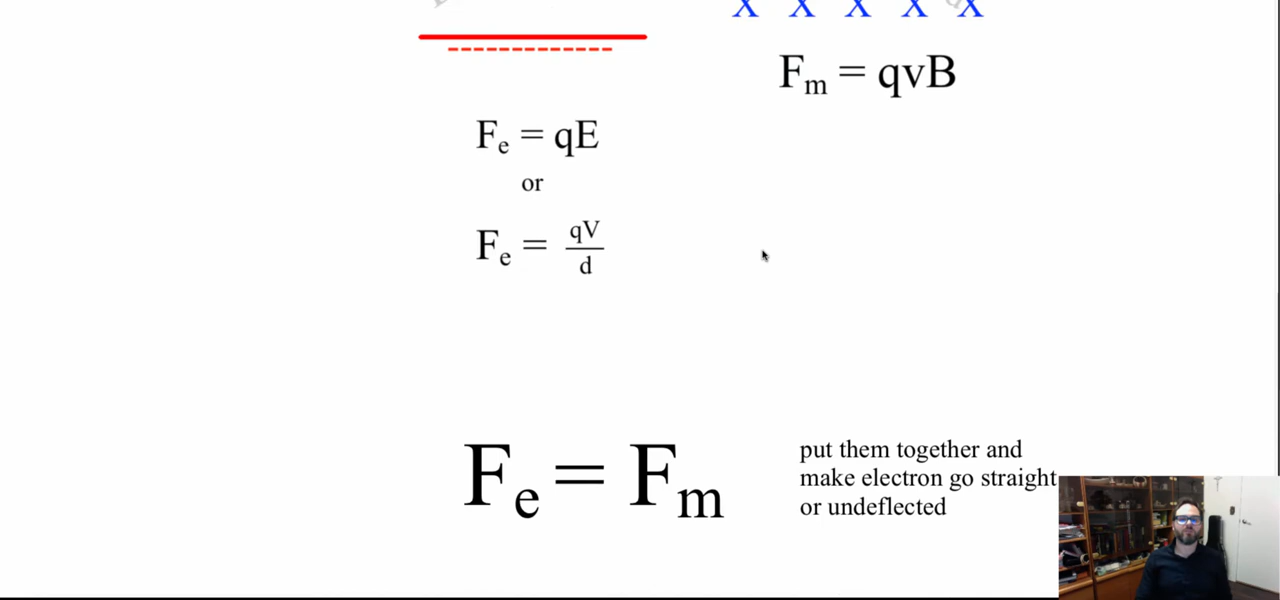 X X X X X
Fm = qvB
Fe = qE
or
Fe = qV
d
Fe = Fm
put them together and
make electron go straight
or undeflected